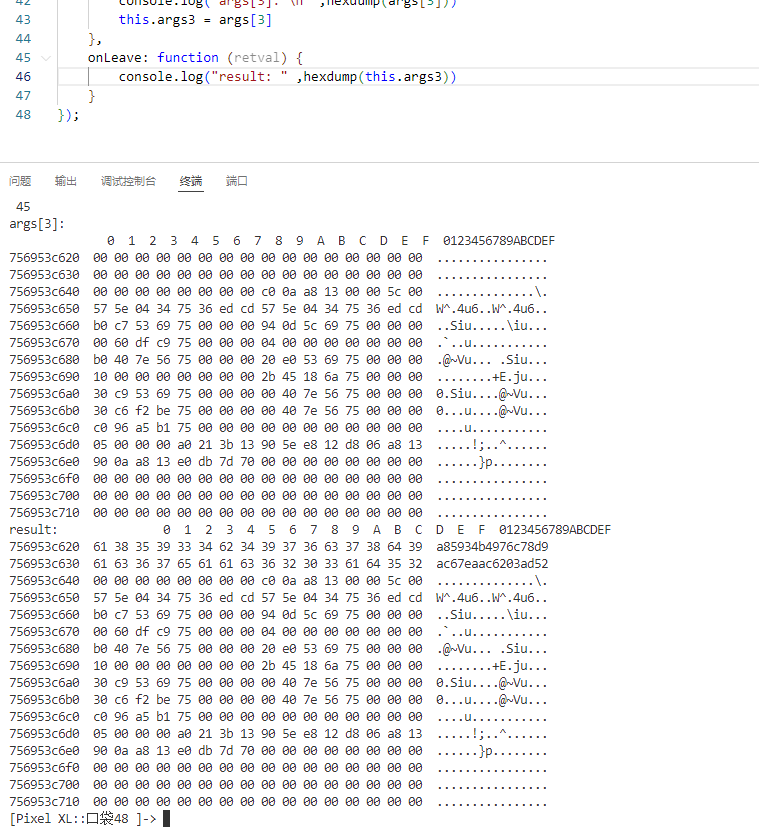 42 console.log("args[3]: \n" ,hexdump(args[3]))
43 this.args3 = args[3]
44 },
45 onLeave: function (retval) {
46 console.log("result: " ,hexdump(this.args3))
47 }
48 });
问题 输出 调试控制台 终端 端口
45
args[3]:
0 1 2 3 4 5 6 7 8 9 A B C D E F 0123456789ABCDEF
756953c620 00 00 00 00 00 00 00 00 00 00 00 00 00 00 00 00 ................
756953c630 00 00 00 00 00 00 00 00 00 00 00 00 00 00 00 00 ................
756953c640 00 00 00 00 00 00 00 00 c0 0a a8 13 00 00 5c 00 ..............\.
756953c650 57 5e 04 34 75 36 ed cd 57 5e 04 34 75 36 ed cd W^.4u6..W^.4u6..
756953c660 b0 c7 53 69 75 00 00 00 94 0d 5c 69 75 00 00 00 ..Siu.....\iu...
756953c670 00 60 df c9 75 00 00 00 04 00 00 00 00 00 00 00 .`..u...........
756953c680 b0 40 7e 56 75 00 00 00 20 e0 53 69 75 00 00 00 .@~Vu... .Siu...
756953c690 10 00 00 00 00 00 00 00 2b 45 18 6a 75 00 00 00 ........+E.ju...
756953c6a0 30 c9 53 69 75 00 00 00 00 40 7e 56 75 00 00 00 0.Siu....@~Vu...
756953c6b0 30 c6 f2 be 75 00 00 00 00 40 7e 56 75 00 00 00 0...u....@~Vu...
756953c6c0 c0 96 a5 b1 75 00 00 00 00 00 00 00 00 00 00 00 ....u...........
756953c6d0 05 00 00 00 a0 21 3b 13 90 5e e8 12 d8 06 a8 13 .....!;..^......
756953c6e0 90 0a a8 13 e0 db 7d 70 00 00 00 00 00 00 00 00 ......}p........
756953c6f0 00 00 00 00 00 00 00 00 00 00 00 00 00 00 00 00 ................
756953c700 00 00 00 00 00 00 00 00 00 00 00 00 00 00 00 00 ................
756953c710 00 00 00 00 00 00 00 00 00 00 00 00 00 00 00 00 ................
result: 0 1 2 3 4 5 6 7 8 9 A B C D E F 0123456789ABCDEF
756953c620 61 38 35 39 33 34 62 34 39 37 36 63 37 38 64 39 a85934b4976c78d9
756953c630 61 63 36 37 65 61 61 63 36 32 30 33 61 64 35 32 ac67eaac6203ad52
756953c640 00 00 00 00 00 00 00 00 c0 0a a8 13 00 00 5c 00 ..............\.
756953c650 57 5e 04 34 75 36 ed cd 57 5e 04 34 75 36 ed cd W^.4u6..W^.4u6..
756953c660 b0 c7 53 69 75 00 00 00 94 0d 5c 69 75 00 00 00 ..Siu.....\iu...
756953c670 00 60 df c9 75 00 00 00 04 00 00 00 00 00 00 00 .`..u...........
756953c680 b0 40 7e 56 75 00 00 00 20 e0 53 69 75 00 00 00 .@~Vu... .Siu...
756953c690 10 00 00 00 00 00 00 00 2b 45 18 6a 75 00 00 00 ........+E.ju...
756953c6a0 30 c9 53 69 75 00 00 00 00 40 7e 56 75 00 00 00 0.Siu....@~Vu...
756953c6b0 30 c6 f2 be 75 00 00 00 00 40 7e 56 75 00 00 00 0...u....@~Vu...
756953c6c0 c0 96 a5 b1 75 00 00 00 00 00 00 00 00 00 00 00 ....u...........
756953c6d0 05 00 00 00 a0 21 3b 13 90 5e e8 12 d8 06 a8 13 .....!;..^......
756953c6e0 90 0a a8 13 e0 db 7d 70 00 00 00 00 00 00 00 00 ......}p........
756953c6f0 00 00 00 00 00 00 00 00 00 00 00 00 00 00 00 00 ................
756953c700 00 00 00 00 00 00 00 00 00 00 00 00 00 00 00 00 ................
756953c710 00 00 00 00 00 00 00 00 00 00 00 00 00 00 00 00 ................
[Pixel XL::口袋48 ]->